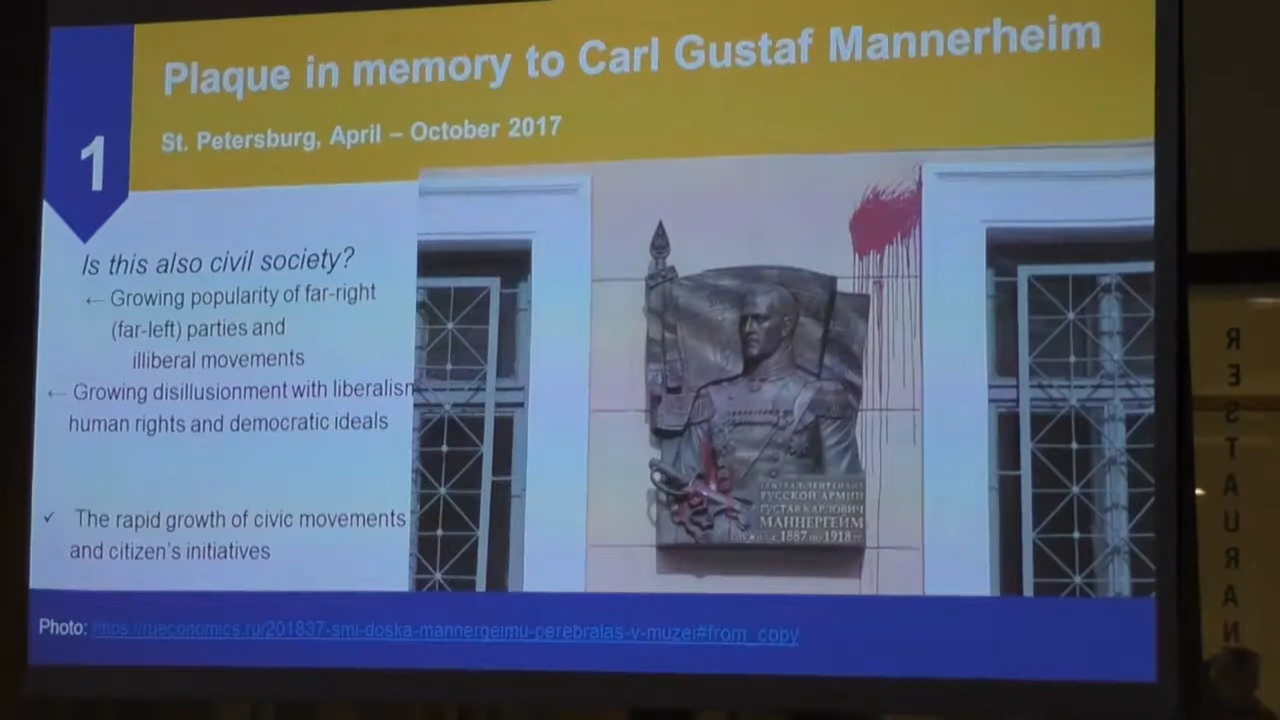 Plaque in memory to Carl Gustaf Mannerheim
St. Petersburg, April – October 2017
1
Is this also civil society?
← Growing popularity of far-right
(far-left) parties and
illiberal movements
← Growing disillusionment with liberalism
human rights and democratic ideals
✓ The rapid growth of civic movements
and citizen's initiatives
ГЕНЕРАЛ-ЛЕЙТЕНАНТ
РУССКОЙ АРМИИ
ГУСТАВ КАРЛОВИЧ
МАННЕРГЕЙМ
1887 ПО 1918
Photo: https://rueconomics.ru/201837-smi-doska-mannergeimu-perebralas-v-muzei#from_copy
RESTAURAN